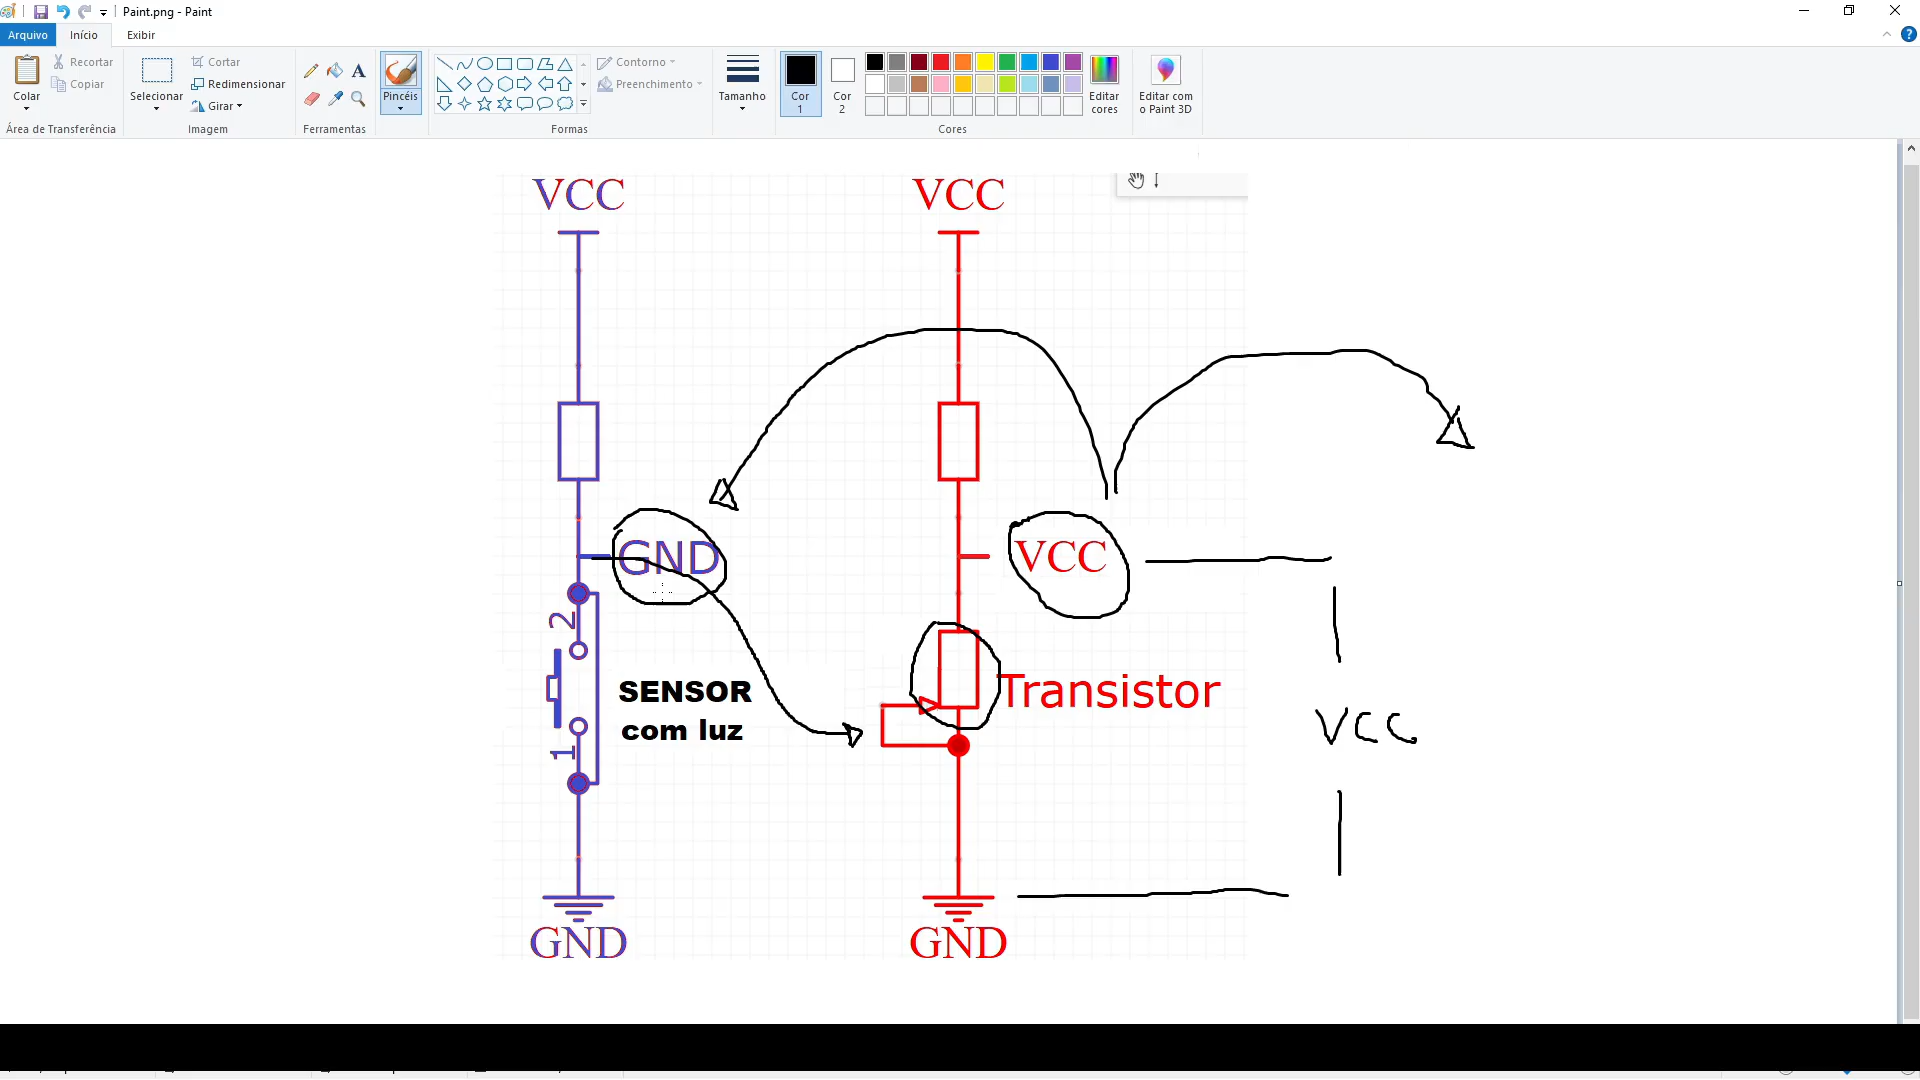 Paint.png - Paint
Arquivo Início Exibir
Colar
Recortar
Copiar
Área de Transferência
Selecionar
Cortar
Redimensionar
Girar
Imagem
A
Ferramentas
Pincéis
Contorno
Preenchimento
Formas
Tamanho
Cor 1
Cor 2
Editar cores
Cores
Editar com o Paint 3D
VCC VCC
GND VCC
2
SENSOR
com luz
1
Transistor
VCC
GND GND